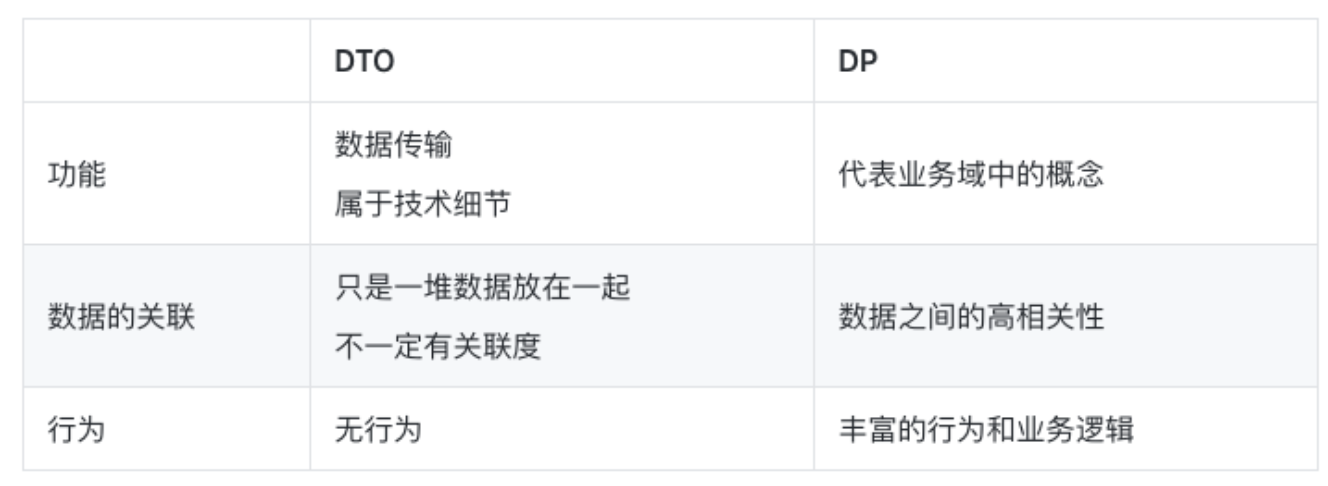 DTO
DP
功能
数据传输
属于技术细节
代表业务域中的概念
数据的关联
只是一堆数据放在一起
不一定有关联度
数据之间的高相关性
行为
无行为
丰富的行为和业务逻辑